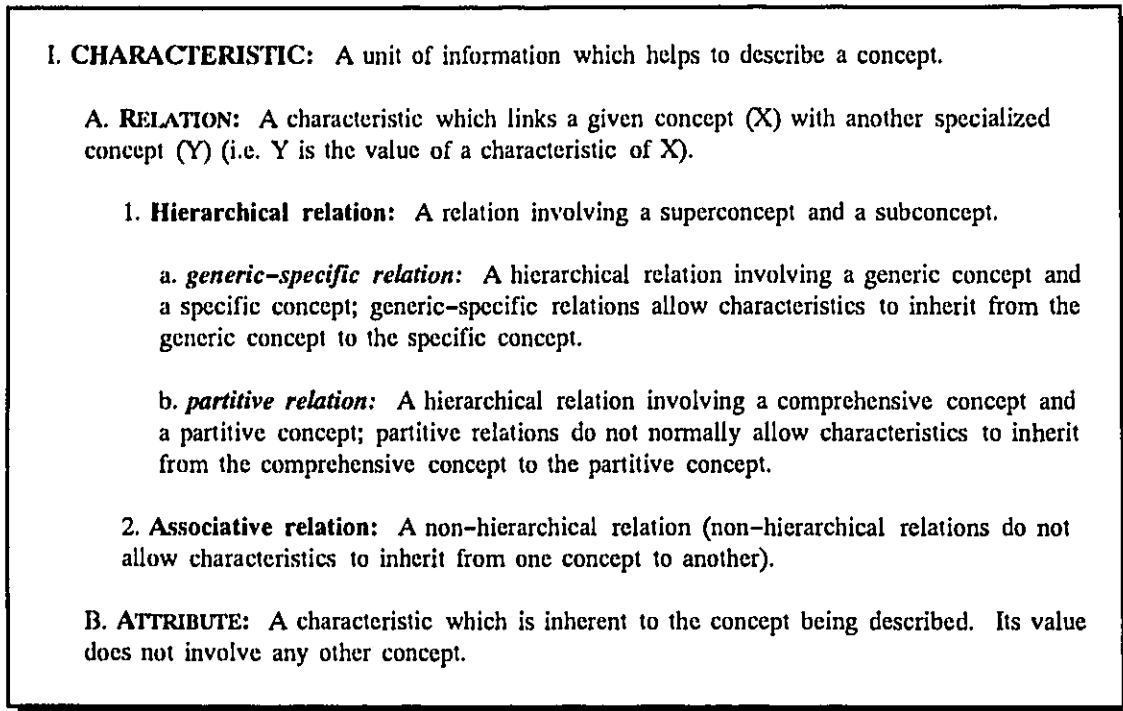 I. CHARACTERISTIC: A unit of information which helps to describe a concept.
A. RELATION: A characteristic which links a given concept (X) with another specialized
concept (Y) (i.e. Y is the value of a characteristic of X).
1. Hierarchical relation: A relation involving a superconcept and a subconcept.
a. generic-specific relation: A hierarchical relation involving a generic concept and
a specific concept; generic-specific relations allow characteristics to inherit from the
generic concept to the specific concept.
b. partitive relation: A hierarchical relation involving a comprehensive concept and
a partitive concept; partitive relations do not normally allow characteristics to inherit
from the comprehensive concept to the partitive concept.
2. Associative relation: A non-hierarchical relation (non-hierarchical relations do not
allow characteristics to inherit from one concept to another).
B. ATTRIBUTE: A characteristic which is inherent to the concept being described. Its value
does not involve any other concept.